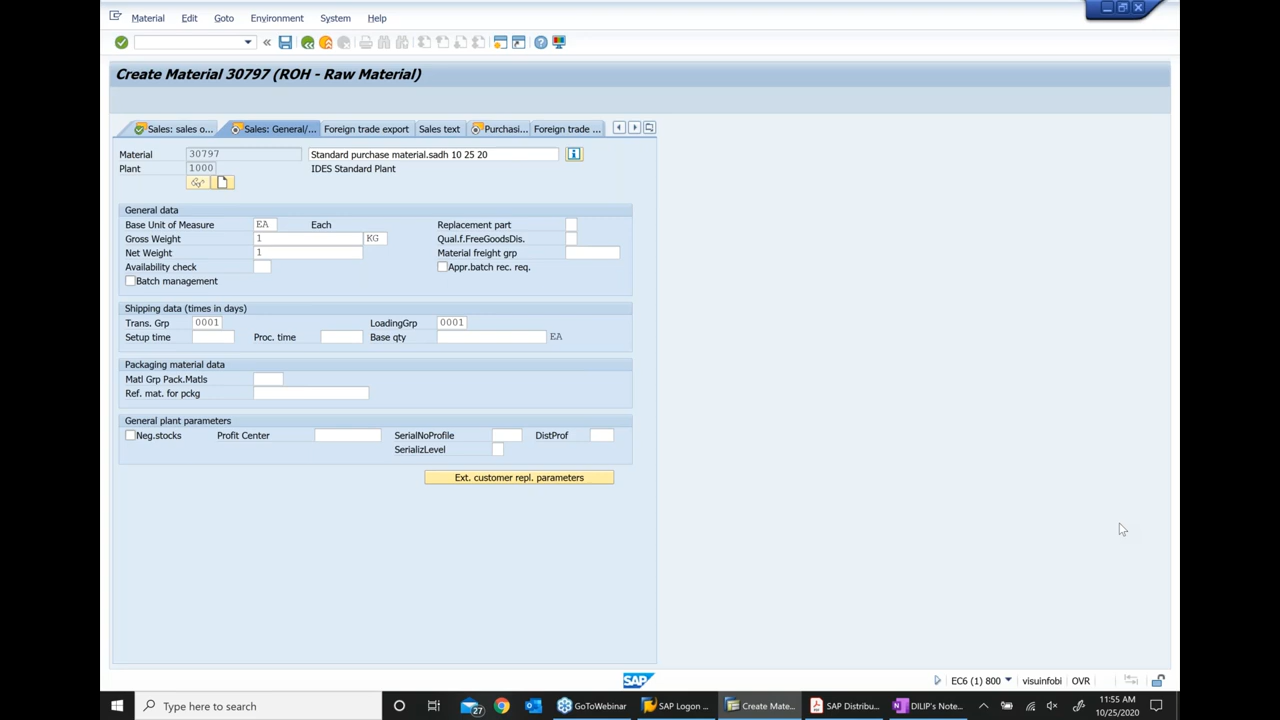 Material Edit Goto Environment System Help
Create Material 30797 (ROH - Raw Material)
Sales: sales o... Sales: General/... Foreign trade export Sales text Purchasi... Foreign trade ...
Material 30797 Standard purchase material.sadh 10 25 20
Plant 1000 IDES Standard Plant
General data
Base Unit of Measure EA Each Replacement part
Gross Weight 1 KG Qual.f.FreeGoodsDis.
Net Weight 1 Material freight grp
Availability check Appr.batch rec. req.
Batch management
Shipping data (times in days)
Trans. Grp 0001 LoadingGrp 0001
Setup time Proc. time Base qty EA
Packaging material data
Matl Grp Pack.Matls
Ref. mat. for pckg
General plant parameters
Neg.stocks Profit Center SerialNoProfile DistProf
SerializLevel
Ext. customer repl. parameters
SAP EC6 (1) 800 visuinfobi OVR
Type here to search 27 GoToWebinar SAP Logon ... Create Mate... SAP Distribu... DILIP's Note... 11:55 AM
10/25/2020